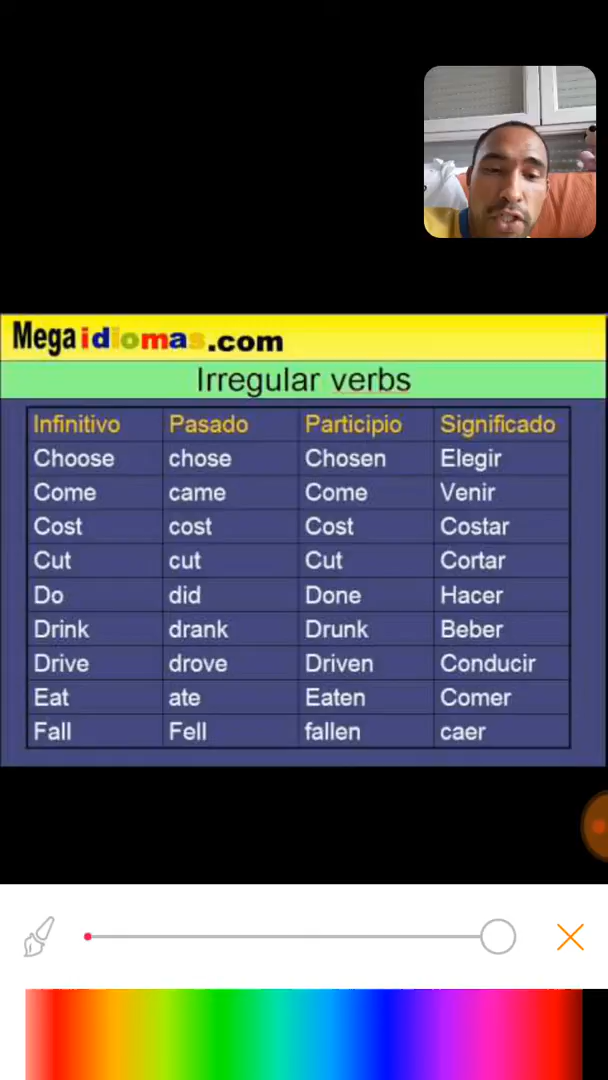 Megaidiomas.com
Irregular verbs
Infinitivo Pasado Participio Significado
Choose chose Chosen Elegir
Come came Come Venir
Cost cost Cost Costar
Cut cut Cut Cortar
Do did Done Hacer
Drink drank Drunk Beber
Drive drove Driven Conducir
Eat ate Eaten Comer
Fall Fell fallen caer